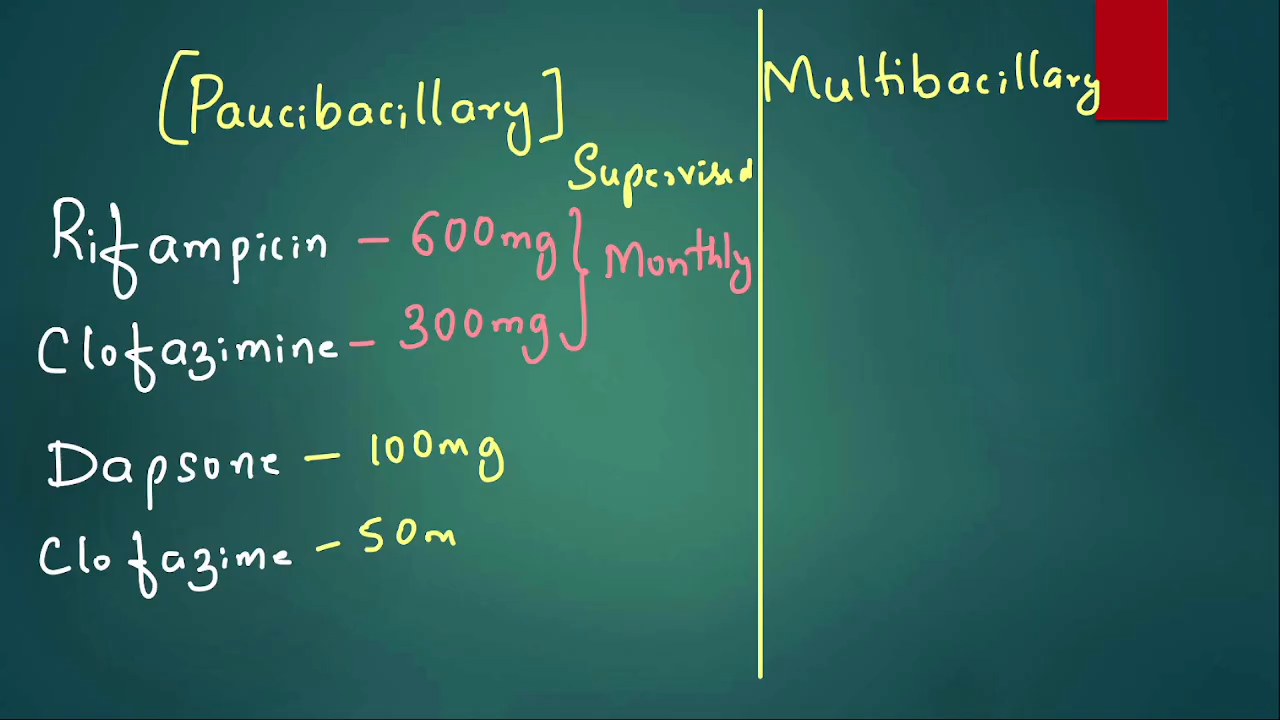 [Paucibacillary]
Multibacillary
Supervised
Rifampicin - 600mg } Monthly
Clofazimine - 300mg
Dapsone - 100mg
Clofazime - 50m